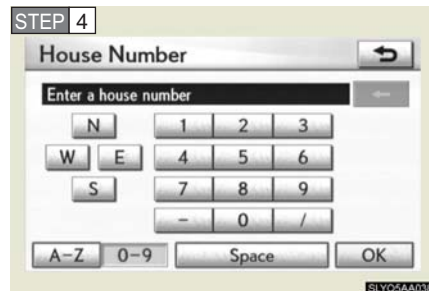 STEP 4
House Number
Enter a house number
N 1 2 3
W E 4 5 6
S 7 8 9
- 0 /
A-Z 0-9 Space OK